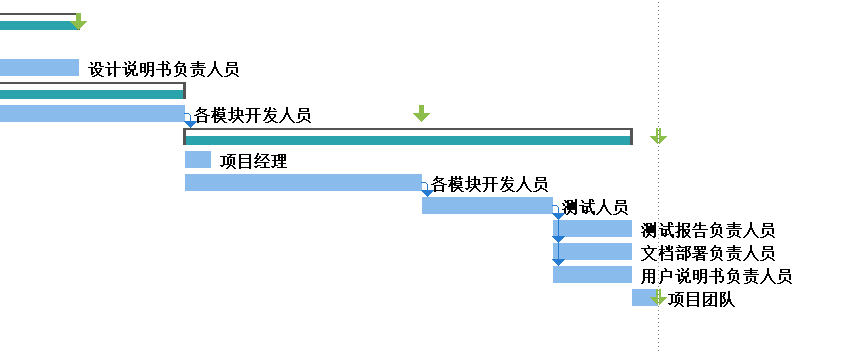 设计说明书负责人员
各模块开发人员
项目经理
各模块开发人员
测试人员
测试报告负责人员
文档部署负责人员
用户说明书负责人员
项目团队